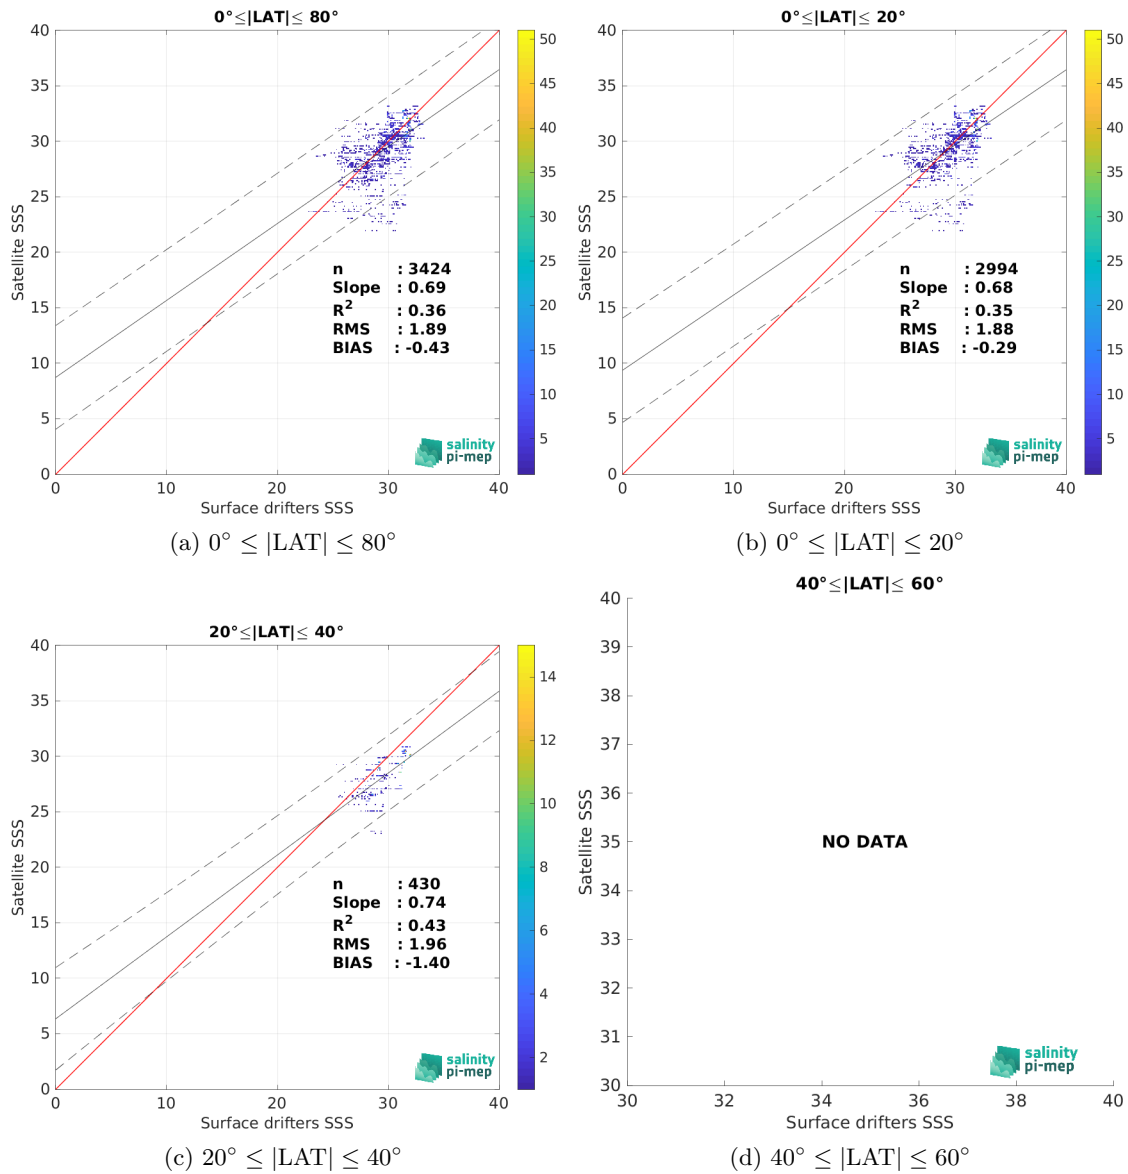 0°≤|LAT|≤ 80°
Satellite SSS
40
35
30
25
20
15
10
5
0
n : 3424
Slope : 0.69
R² : 0.36
RMS : 1.89
BIAS : -0.43
salinity
pi-mep
0 10 20 30 40
Surface drifters SSS
50
45
40
35
30
25
20
15
10
5
(a) 0° ≤ |LAT| ≤ 80°
0°≤|LAT|≤ 20°
Satellite SSS
40
35
30
25
20
15
10
5
0
n : 2994
Slope : 0.68
R² : 0.35
RMS : 1.88
BIAS : -0.29
salinity
pi-mep
0 10 20 30 40
Surface drifters SSS
50
45
40
35
30
25
20
15
10
5
(b) 0° ≤ |LAT| ≤ 20°
20°≤|LAT|≤ 40°
Satellite SSS
40
35
30
25
20
15
10
5
0
n : 430
Slope : 0.74
R² : 0.43
RMS : 1.96
BIAS : -1.40
salinity
pi-mep
0 10 20 30 40
Surface drifters SSS
14
12
10
8
6
4
2
(c) 20° ≤ |LAT| ≤ 40°
40°≤|LAT|≤ 60°
Satellite SSS
40
39
38
37
36
35
34
33
32
31
30
NO DATA
salinity
pi-mep
30 32 34 36 38 40
Surface drifters SSS
(d) 40° ≤ |LAT| ≤ 60°